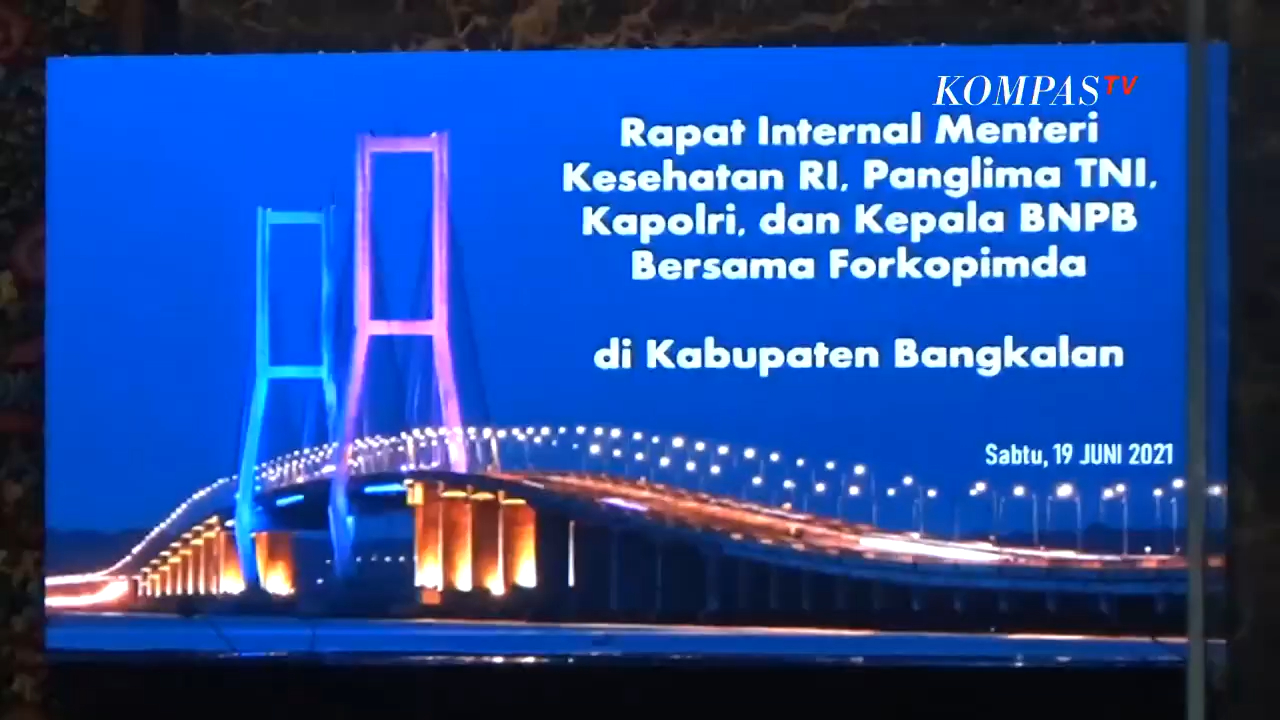 KOMPASTV
Rapat Internal Menteri
Kesehatan RI, Panglima TNI,
Kapolri, dan Kepala BNPB
Bersama Forkopimda
di Kabupaten Bangkalan
Sabtu, 19 JUNI 2021